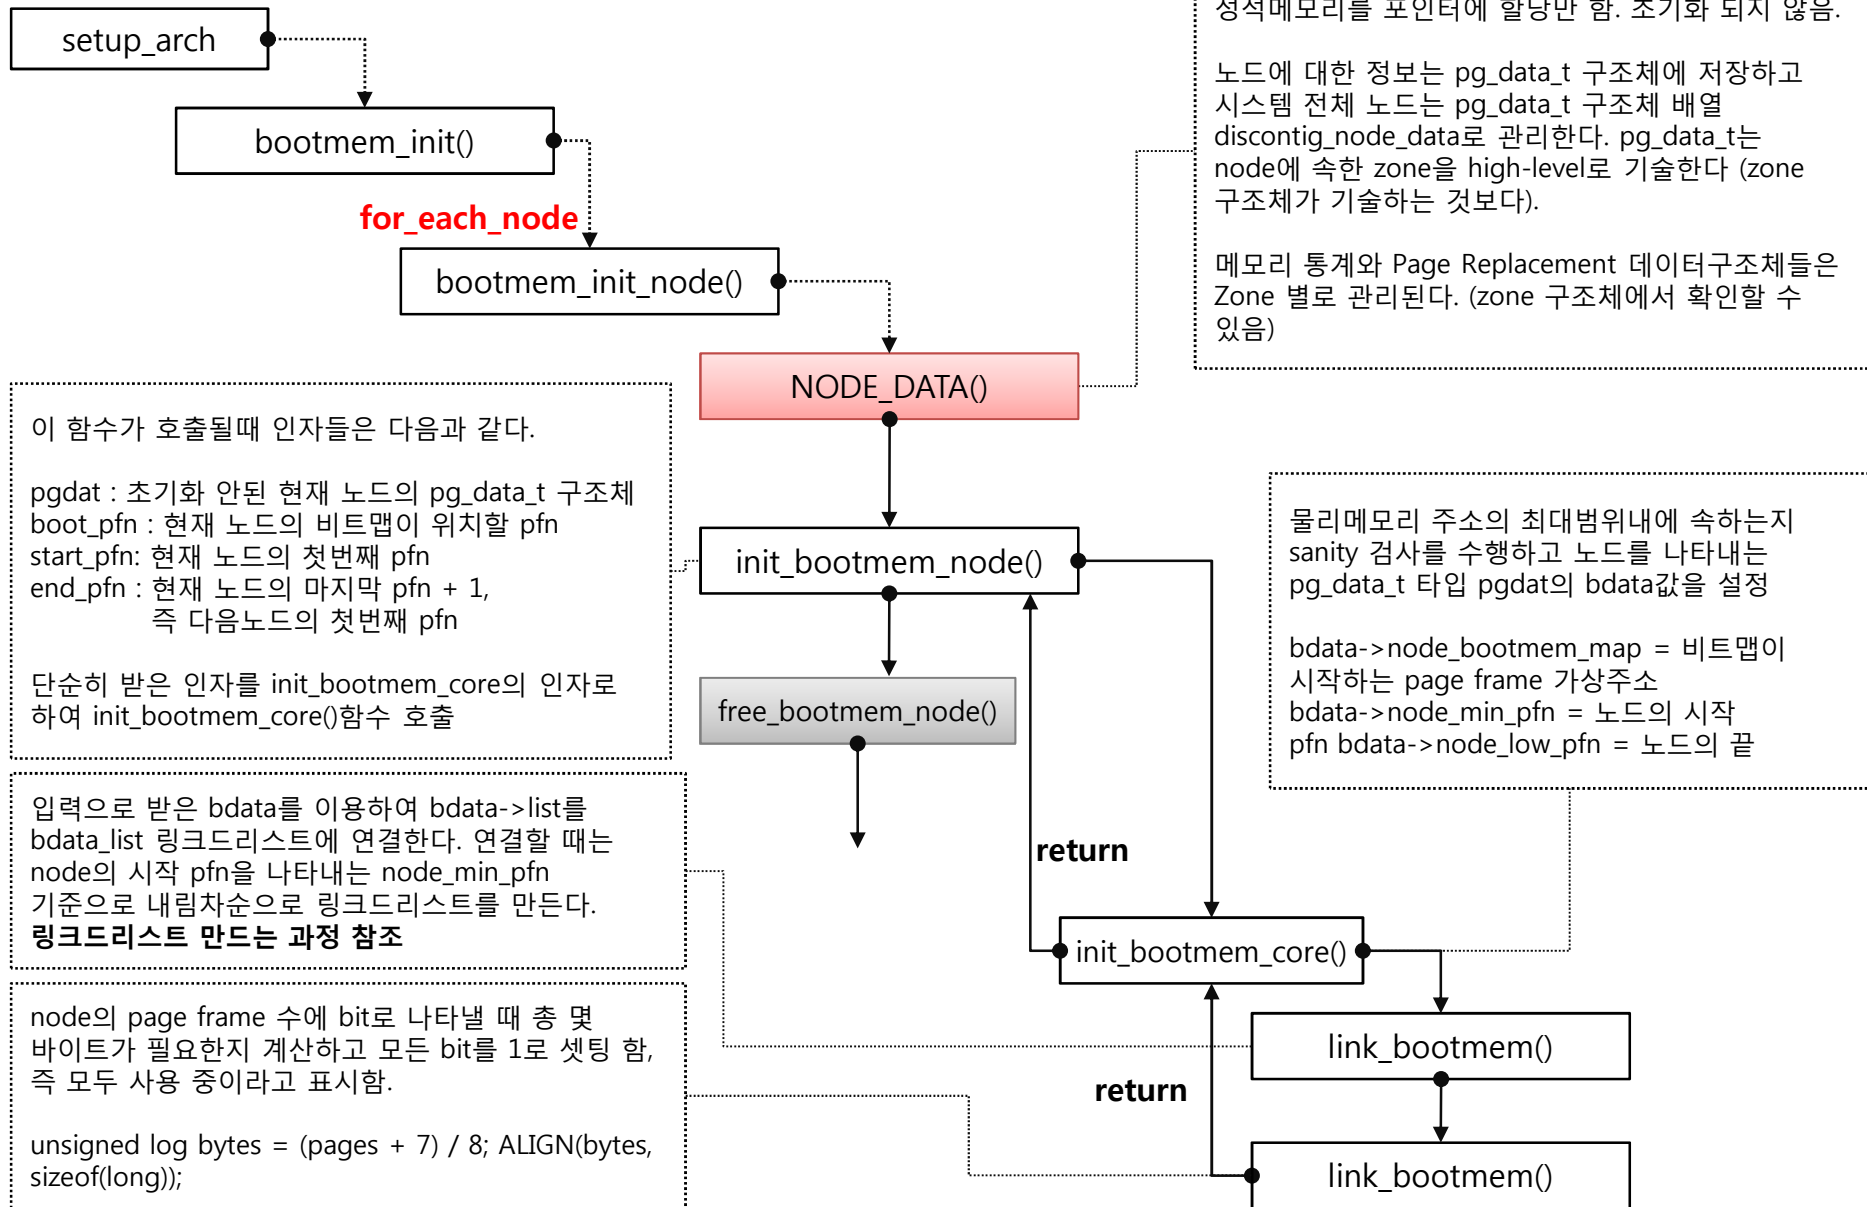 정적메모리를 포인터에 할당만 함. 초기화 되지 않음.
노드에 대한 정보는 pg_data_t 구조체에 저장하고
시스템 전체 노드는 pg_data_t 구조체 배열
discontig_node_data로 관리한다. pg_data_t는
node에 속한 zone을 high-level로 기술한다 (zone
구조체가 기술하는 것보다).
메모리 통계와 Page Replacement 데이터구조체들은
Zone 별로 관리된다. (zone 구조체에서 확인할 수
있음)
setup_arch
bootmem_init()
for_each_node
bootmem_init_node()
NODE_DATA()
이 함수가 호출될때 인자들은 다음과 같다.
pgdat : 초기화 안된 현재 노드의 pg_data_t 구조체
boot_pfn : 현재 노드의 비트맵이 위치할 pfn
start_pfn: 현재 노드의 첫번째 pfn
end_pfn : 현재 노드의 마지막 pfn + 1,
즉 다음노드의 첫번째 pfn
단순히 받은 인자를 init_bootmem_core의 인자로
하여 init_bootmem_core()함수 호출
init_bootmem_node()
물리메모리 주소의 최대범위내에 속하는지
sanity 검사를 수행하고 노드를 나타내는
pg_data_t 타입 pgdat의 bdata값을 설정
bdata->node_bootmem_map = 비트맵이
시작하는 page frame 가상주소
bdata->node_min_pfn = 노드의 시작
pfn bdata->node_low_pfn = 노드의 끝
free_bootmem_node()
입력으로 받은 bdata를 이용하여 bdata->list를
bdata_list 링크드리스트에 연결한다. 연결할 때는
node의 시작 pfn을 나타내는 node_min_pfn
기준으로 내림차순으로 링크드리스트를 만든다.
링크드리스트 만드는 과정 참조
return
init_bootmem_core()
node의 page frame 수에 bit로 나타낼 때 총 몇
바이트가 필요한지 계산하고 모든 bit를 1로 셋팅 함,
즉 모두 사용 중이라고 표시함.
unsigned log bytes = (pages + 7) / 8; ALIGN(bytes,
sizeof(long));
link_bootmem()
return
link_bootmem()